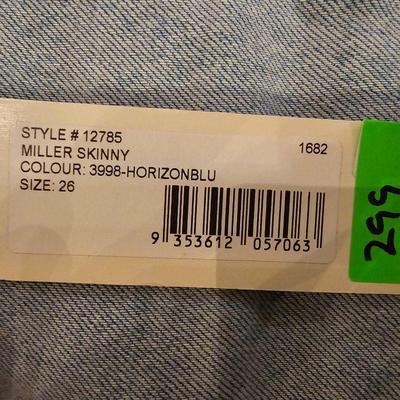 STYLE # 12785
1682
MILLER SKINNY
COLOUR: 3998-HORIZONBLU
SIZE: 26
9 353612 057063
299